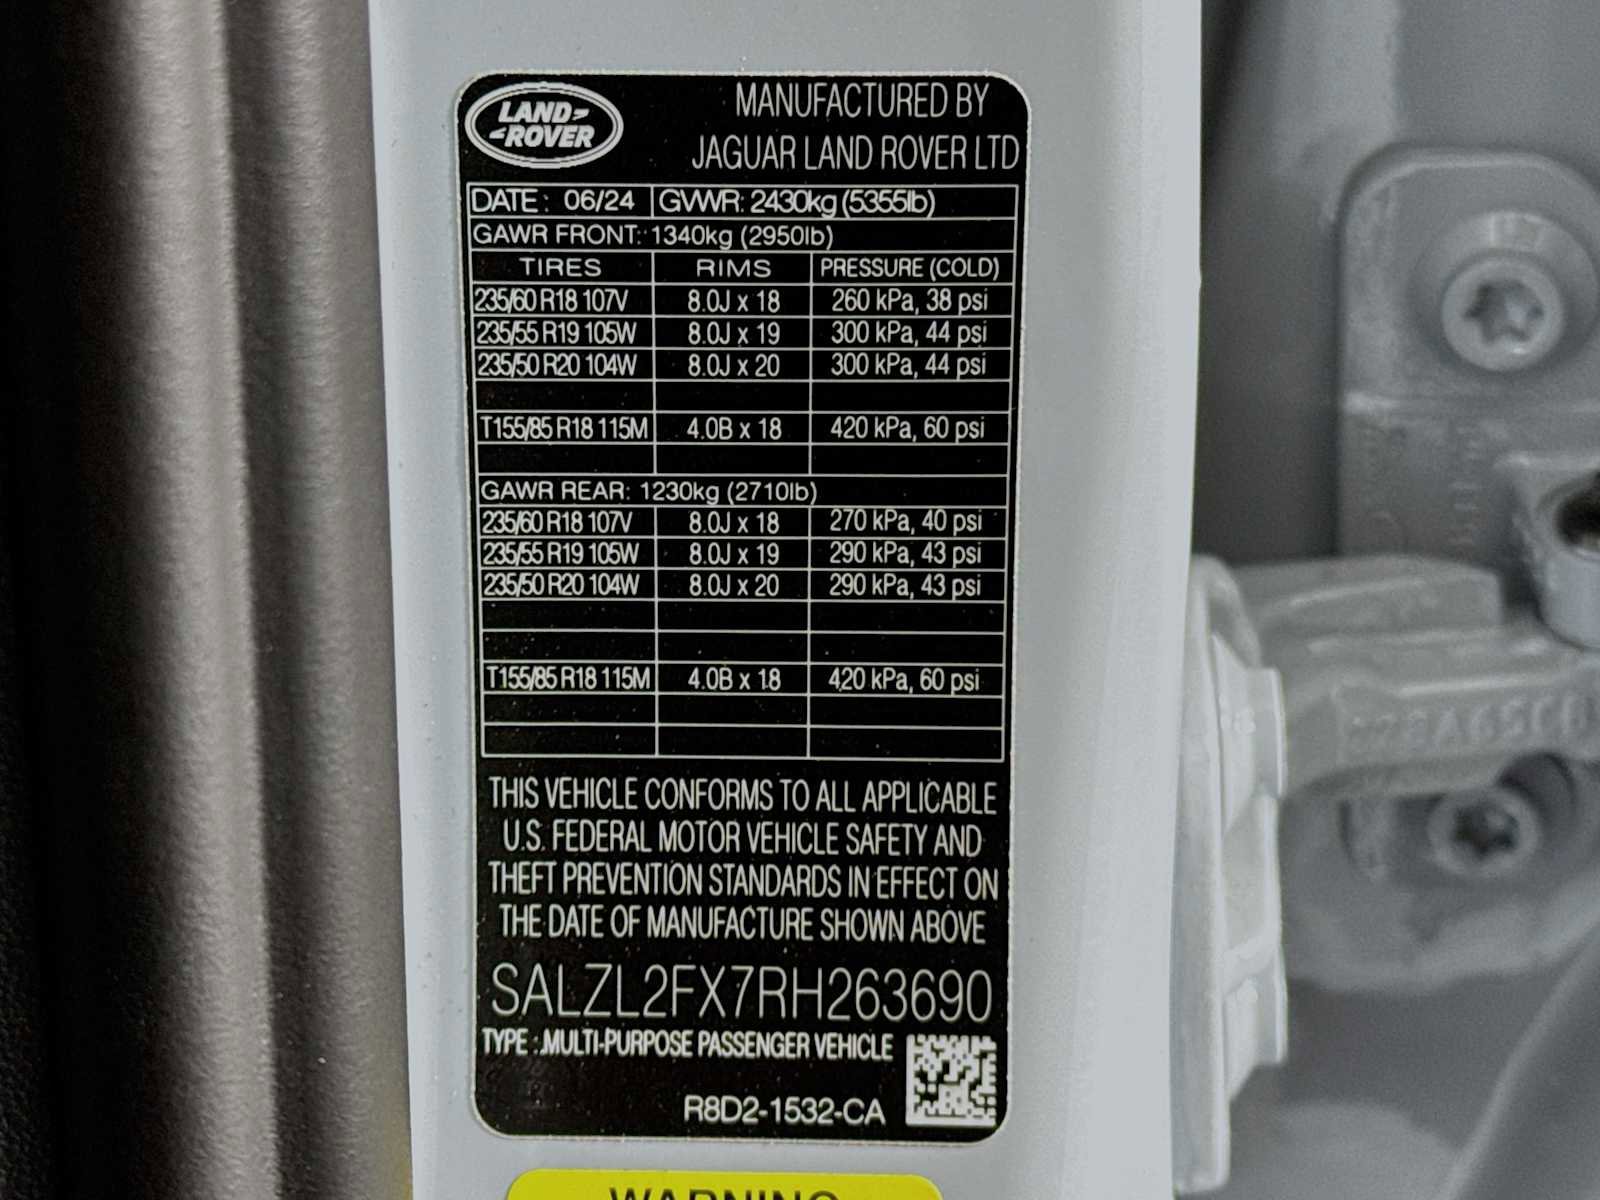 LAND ROVER
MANUFACTURED BY
JAGUAR LAND ROVER LTD
DATE: 06/24 GVWR: 2430kg (5355lb)
GAWR FRONT: 1340kg (2950lb)
TIRES RIMS PRESSURE (COLD)
235/60 R18 107V 8.0J x 18 260 kPa, 38 psi
235/55 R19 105W 8.0J x 19 300 kPa, 44 psi
235/50 R20 104W 8.0J x 20 300 kPa, 44 psi
T155/85 R18 115M 4.0B x 18 420 kPa, 60 psi
GAWR REAR: 1230kg (2710lb)
235/60 R18 107V 8.0J x 18 270 kPa, 40 psi
235/55 R19 105W 8.0J x 19 290 kPa, 43 psi
235/50 R20 104W 8.0J x 20 290 kPa, 43 psi
T155/85 R18 115M 4.0B x 18 420 kPa, 60 psi
THIS VEHICLE CONFORMS TO ALL APPLICABLE
U.S. FEDERAL MOTOR VEHICLE SAFETY AND
THEFT PREVENTION STANDARDS IN EFFECT ON
THE DATE OF MANUFACTURE SHOWN ABOVE
SALZL2FX7RH263690
TYPE: MULTI-PURPOSE PASSENGER VEHICLE
R8D2-1532-CA
WARNING